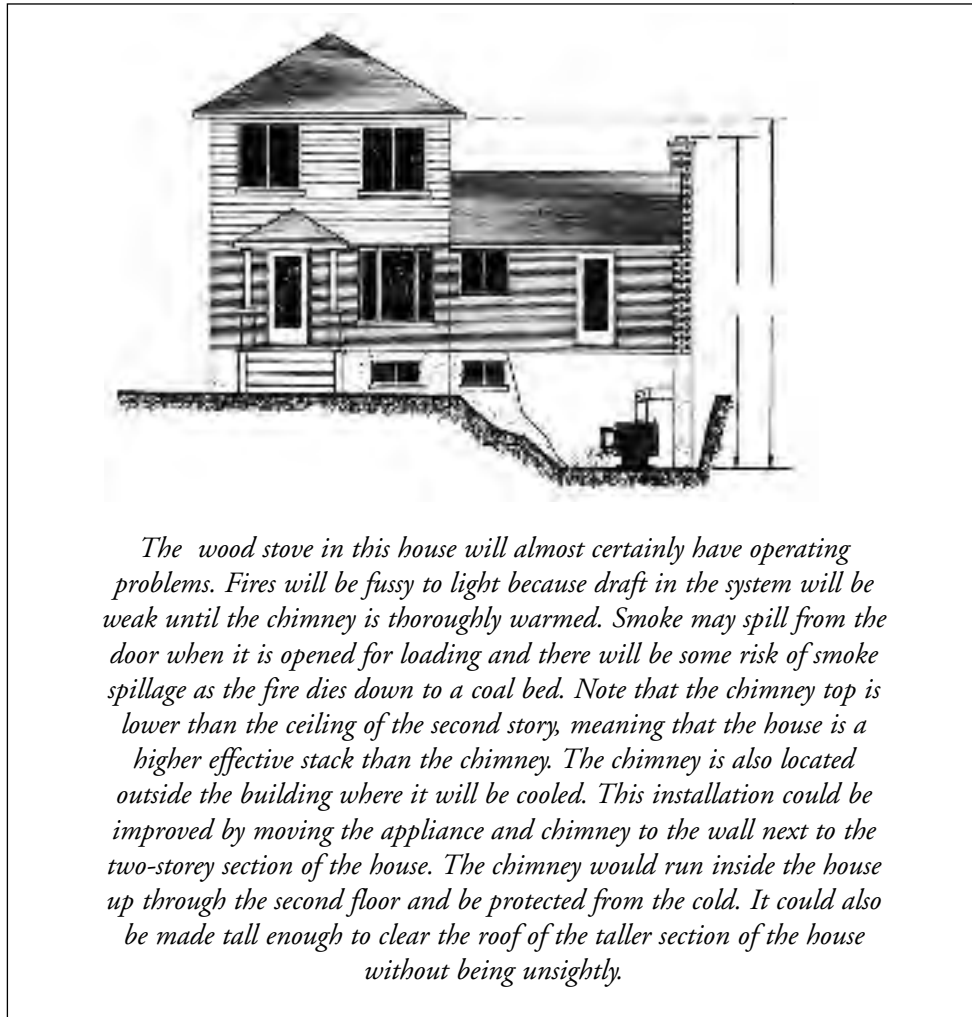 The wood stove in this house will almost certainly have operating
problems. Fires will be fussy to light because draft in the system will be
weak until the chimney is thoroughly warmed. Smoke may spill from the
door when it is opened for loading and there will be some risk of smoke
spillage as the fire dies down to a coal bed. Note that the chimney top is
lower than the ceiling of the second story, meaning that the house is a
higher effective stack than the chimney. The chimney is also located
outside the building where it will be cooled. This installation could be
improved by moving the appliance and chimney to the wall next to the
two-storey section of the house. The chimney would run inside the house
up through the second floor and be protected from the cold. It could also
be made tall enough to clear the roof of the taller section of the house
without being unsightly.